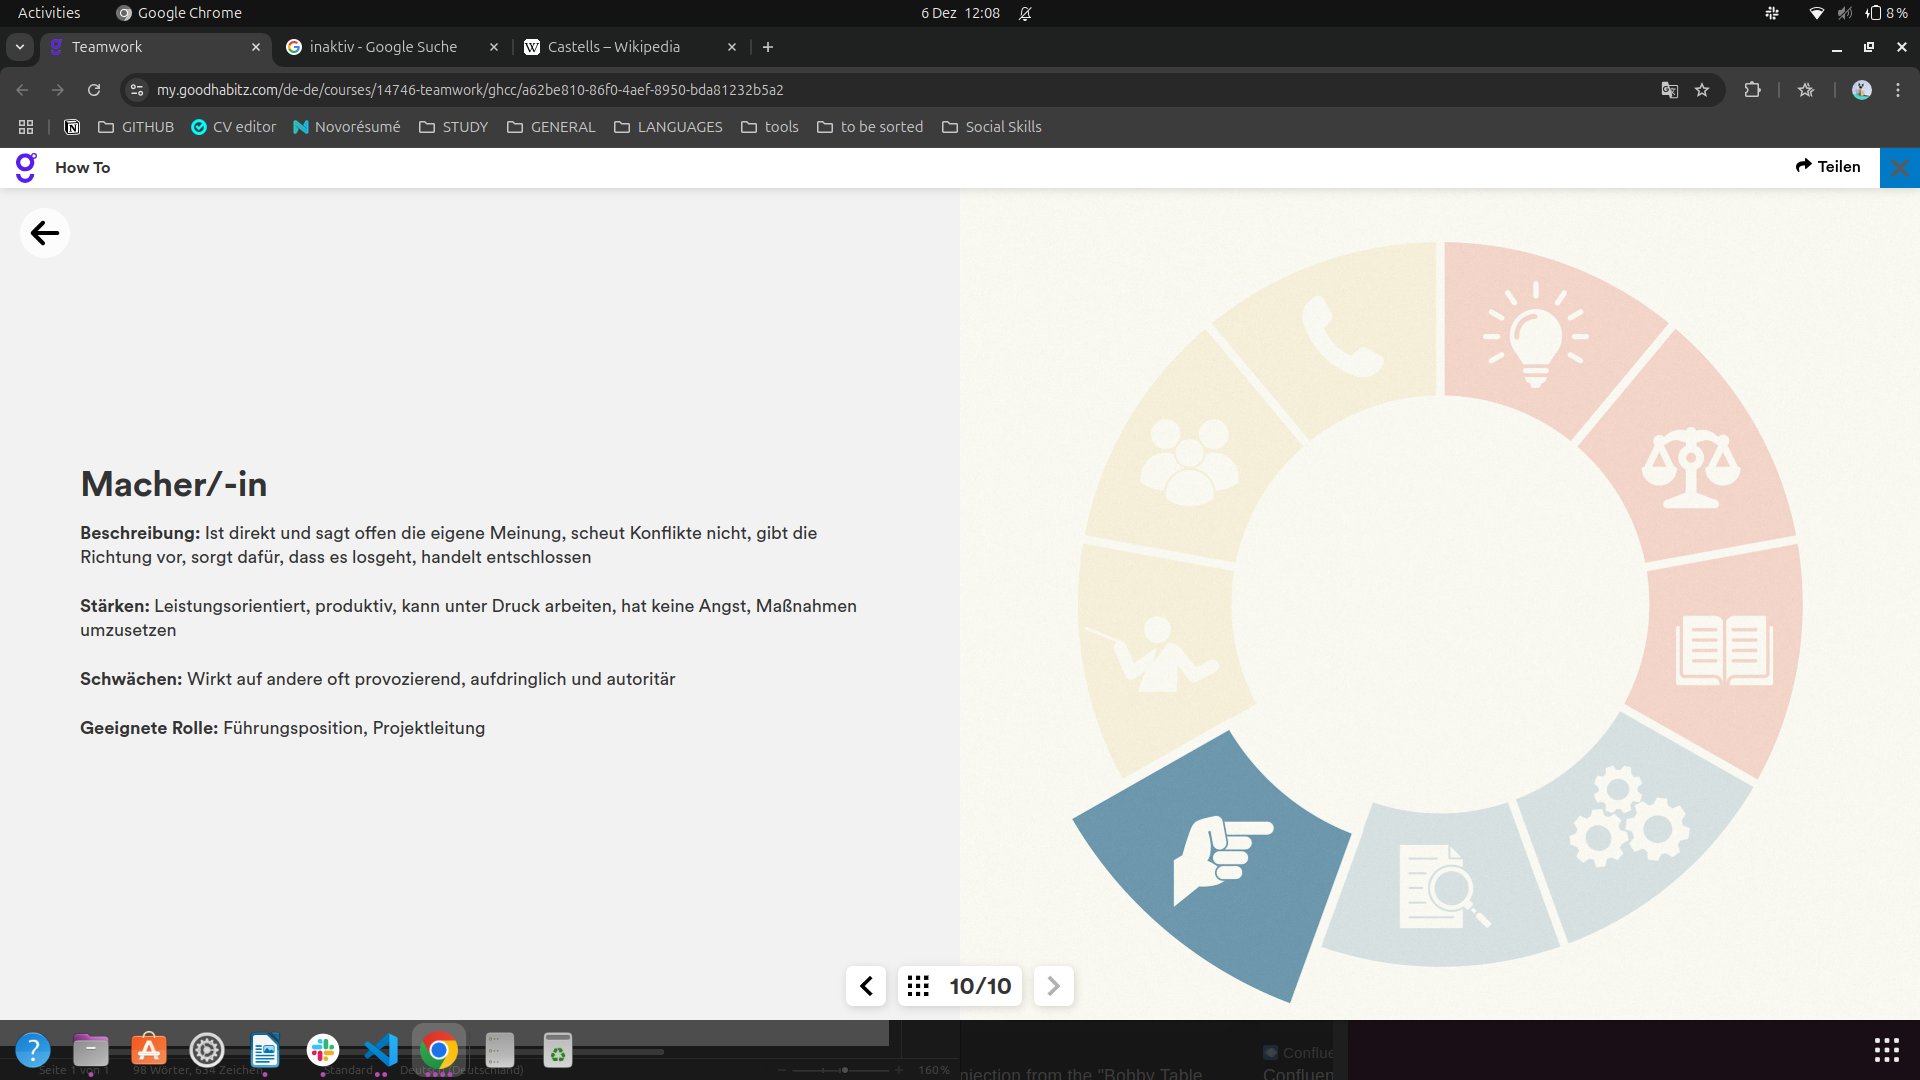 Activities
Google Chrome
6 Dez 12:08
8 %
Teamwork
inaktiv - Google Suche
Castells – Wikipedia
my.goodhabitz.com/de-de/courses/14746-teamwork/ghcc/a62be810-86f0-4aef-8950-bda81232b5a2
GITHUB
CV editor
Novorésumé
STUDY
GENERAL
LANGUAGES
tools
to be sorted
Social Skills
How To
Teilen
Macher/-in
Beschreibung: Ist direkt und sagt offen die eigene Meinung, scheut Konflikte nicht, gibt die
Richtung vor, sorgt dafür, dass es losgeht, handelt entschlossen
Stärken: Leistungsorientiert, produktiv, kann unter Druck arbeiten, hat keine Angst, Maßnahmen
umzusetzen
Schwächen: Wirkt auf andere oft provozierend, aufdringlich und autoritär
Geeignete Rolle: Führungsposition, Projektleitung
10/10
Seite 1 von 1
98 Wörter, 634 Zeichen
Standard
Deutsch (Deutschland)
160 %
njection from the "Bobby Table
Conflue
Confluen